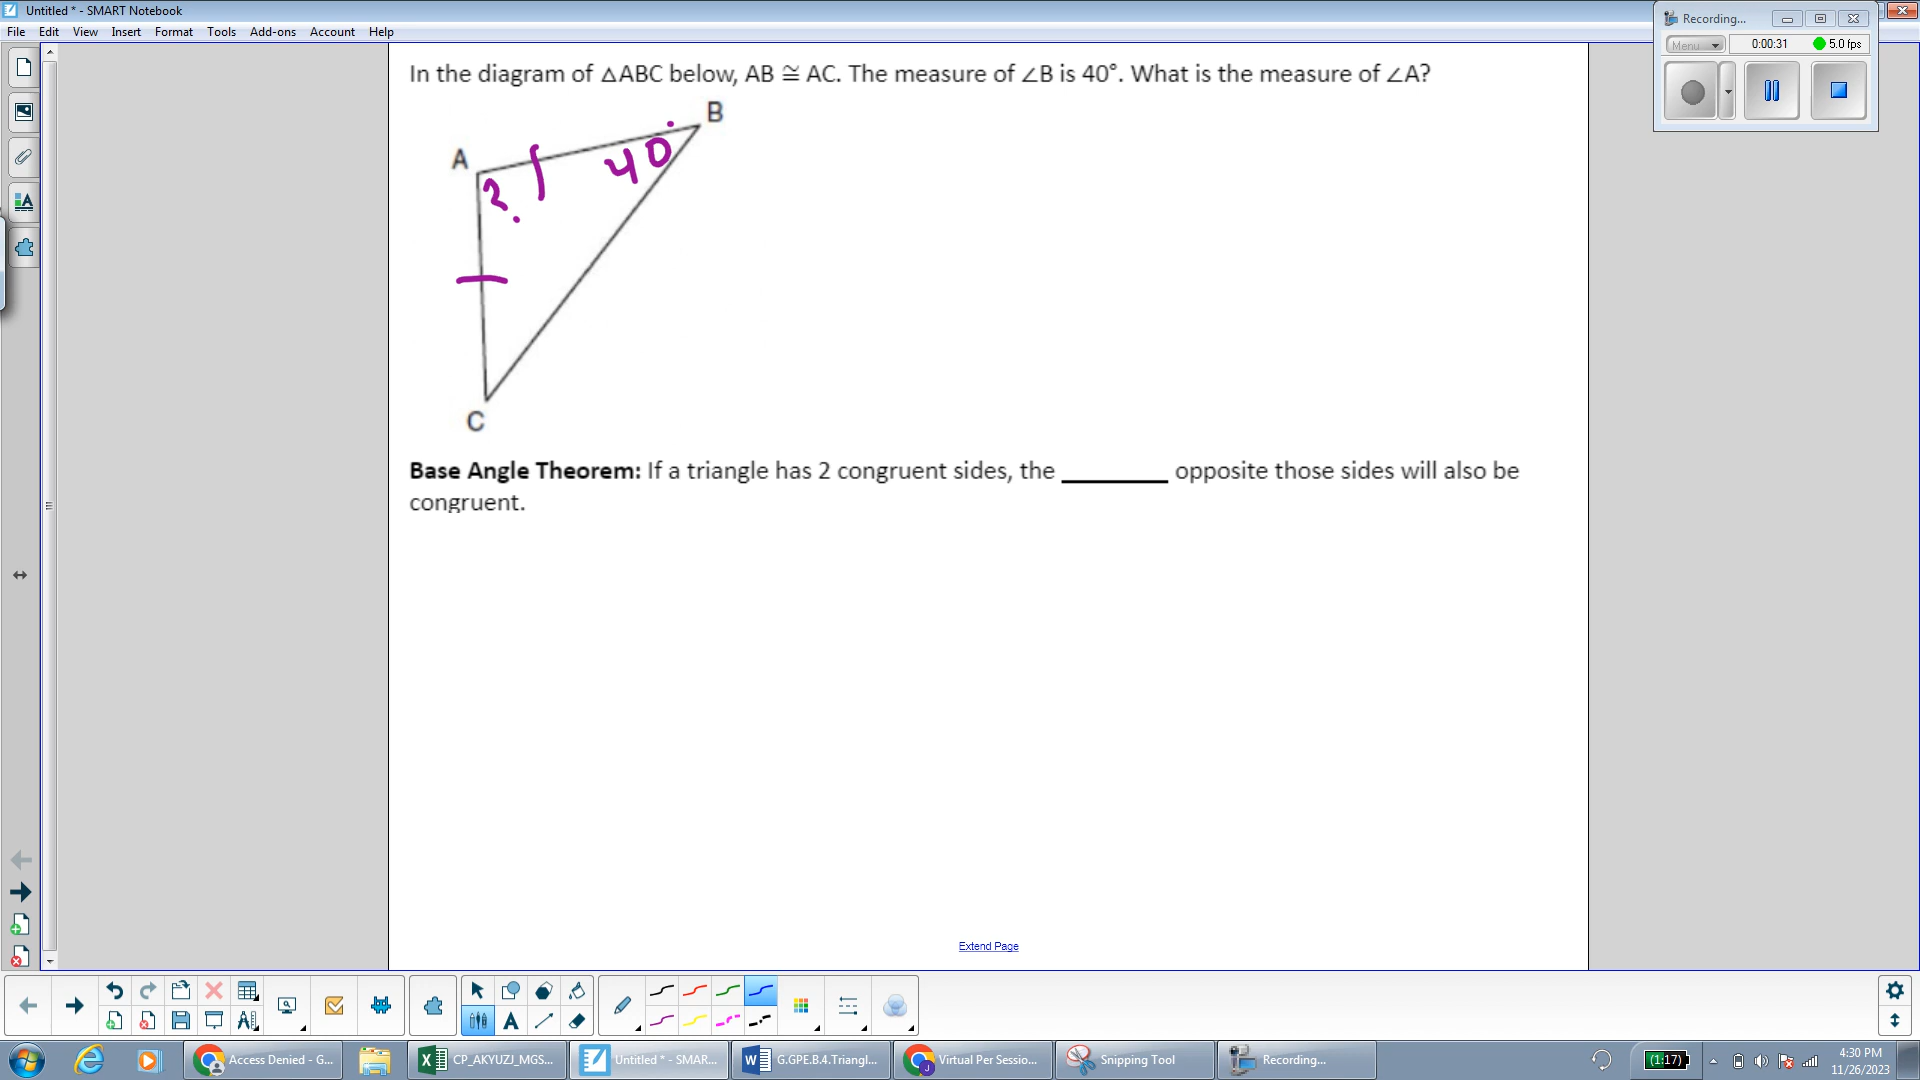 Untitled * - SMART Notebook
File Edit View Insert Format Tools Add-ons Account Help
Recording...
Menu 0:00:31 5.0 fps
In the diagram of △ABC below, AB ≅ AC. The measure of ∠B is 40°. What is the measure of ∠A?
B
A
40
?
C
Base Angle Theorem: If a triangle has 2 congruent sides, the ________ opposite those sides will also be
congruent.
Extend Page
Access Denied - G...
CP_AKYUZJ_MGS...
Untitled * - SMAR...
G.GPE.B.4.Triangl...
Virtual Per Sessio...
Snipping Tool
Recording...
(1:17)
4:30 PM
11/26/2023